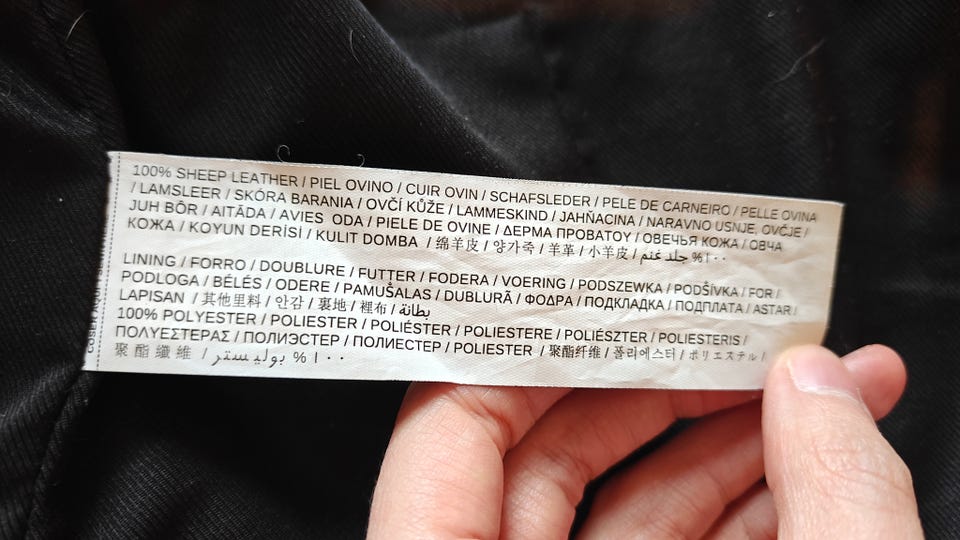 100% SHEEP LEATHER / PIEL OVINO / CUIR OVIN / SCHAFSLEDER / PELE DE CARNEIRO / PELLE OVINA
/ LAMSLEER / SKÓRA BARANIA / OVČÍ KŮŽE / LAMMESKIND / JAHŇACINA / NARAVNO USNJE, OVČJE /
JUH BŐR / AITĀDA / AVIES ODA / PIELE DE OVINE / ΔΕΡΜΑ ΠΡΟΒΑΤΟΥ / ОВЕЧЬЯ КОЖА / ОВЧА
КОЖА / KOYUN DERİSİ / KULIT DOMBA / 绵羊皮 / 양가죽 / 羊革 / 小羊皮 / ١٠٠% جلد غنم
LINING / FORRO / DOUBLURE / FUTTER / FODERA / VOERING / PODSZEWKA / PODŠÍVKA / FOR /
PODLOGA / BÉLÉS / ODERE / PAMUŠALAS / DUBLURĂ / ΦΟΔΡΑ / ПОДКЛАДКА / ПОДПЛАТА / ASTAR /
LAPISAN / 其他里料 / 안감 / 裏地 / 裡布 / بطانة
100% POLYESTER / POLIESTER / POLIÉSTER / POLIESTERE / POLIÉSZTER / POLIESTERIS /
ΠΟΛΥΕΣΤΕΡΑΣ / ПОЛИЭСТЕР / ПОЛИЕСТЕР / POLIESTER / 聚酯纤维 / 폴리에스터 / ポリエステル /
聚酯纖維 / ١٠٠% بوليستر